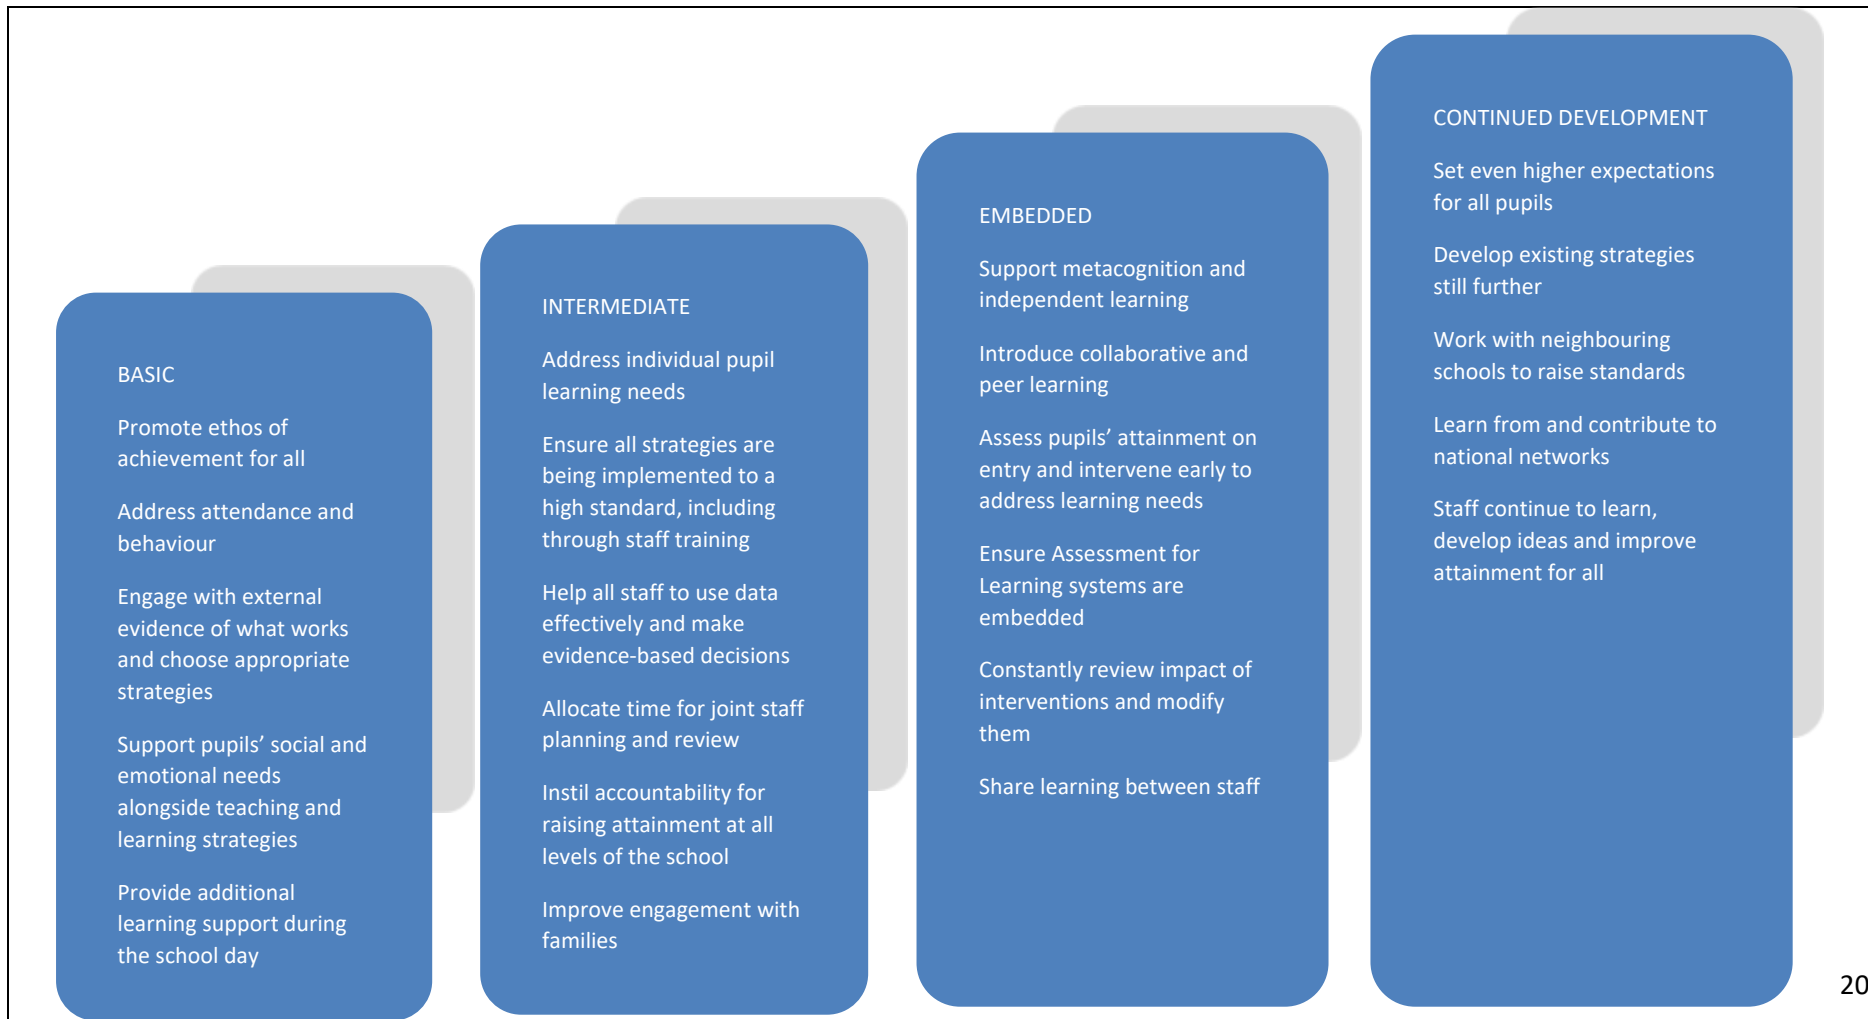 BASIC
Promote ethos of
achievement for all
Address attendance and
behaviour
Engage with external
evidence of what works
and choose appropriate
strategies
Support pupils’ social and
emotional needs
alongside teaching and
learning strategies
Provide additional
learning support during
the school day
INTERMEDIATE
Address individual pupil
learning needs
Ensure all strategies are
being implemented to a
high standard, including
through staff training
Help all staff to use data
effectively and make
evidence-based decisions
Allocate time for joint staff
planning and review
Instil accountability for
raising attainment at all
levels of the school
Improve engagement with
families
EMBEDDED
Support metacognition and
independent learning
Introduce collaborative and
peer learning
Assess pupils’ attainment on
entry and intervene early to
address learning needs
Ensure Assessment for
Learning systems are
embedded
Constantly review impact of
interventions and modify
them
Share learning between staff
CONTINUED DEVELOPMENT
Set even higher expectations
for all pupils
Develop existing strategies
still further
Work with neighbouring
schools to raise standards
Learn from and contribute to
national networks
Staff continue to learn,
develop ideas and improve
attainment for all
20